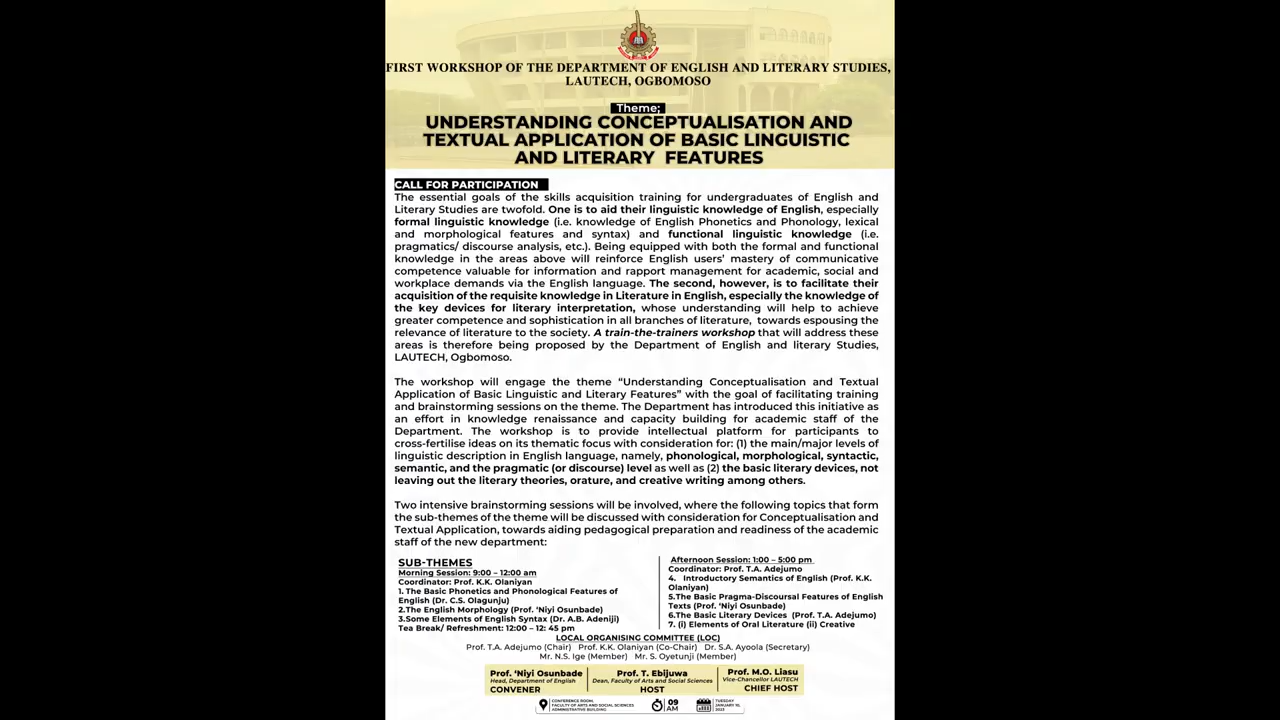 FIRST WORKSHOP OF THE DEPARTMENT OF ENGLISH AND LITERARY STUDIES,
LAUTECH, OGBOMOSO
Theme;
UNDERSTANDING CONCEPTUALISATION AND
TEXTUAL APPLICATION OF BASIC LINGUISTIC
AND LITERARY FEATURES
CALL FOR PARTICIPATION
The essential goals of the skills acquisition training for undergraduates of English and
Literary Studies are twofold. One is to aid their linguistic knowledge of English, especially
formal linguistic knowledge (i.e. knowledge of English Phonetics and Phonology, lexical
and morphological features and syntax) and functional linguistic knowledge (i.e.
pragmatics/ discourse analysis, etc.). Being equipped with both the formal and functional
knowledge in the areas above will reinforce English users' mastery of communicative
competence valuable for information and rapport management for academic, social and
workplace demands via the English language. The second, however, is to facilitate their
acquisition of the requisite knowledge in Literature in English, especially the knowledge of
the key devices for literary interpretation, whose understanding will help to achieve
greater competence and sophistication in all branches of literature, towards espousing the
relevance of literature to the society. A train-the-trainers workshop that will address these
areas is therefore being proposed by the Department of English and literary Studies,
LAUTECH, Ogbomoso.
The workshop will engage the theme “Understanding Conceptualisation and Textual
Application of Basic Linguistic and Literary Features” with the goal of facilitating training
and brainstorming sessions on the theme. The Department has introduced this initiative as
an effort in knowledge renaissance and capacity building for academic staff of the
Department. The workshop is to provide intellectual platform for participants to
cross-fertilise ideas on its thematic focus with consideration for: (1) the main/major levels of
linguistic description in English language, namely, phonological, morphological, syntactic,
semantic, and the pragmatic (or discourse) level as well as (2) the basic literary devices, not
leaving out the literary theories, orature, and creative writing among others.
Two intensive brainstorming sessions will be involved, where the following topics that form
the sub-themes of the theme will be discussed with consideration for Conceptualisation and
Textual Application, towards aiding pedagogical preparation and readiness of the academic
staff of the new department:
SUB-THEMES
Morning Session: 9:00 – 12:00 am
Coordinator: Prof. K.K. Olaniyan
1. The Basic Phonetics and Phonological Features of
English (Dr. C.S. Olagunju)
2.The English Morphology (Prof. ‘Niyi Osunbade)
3.Some Elements of English Syntax (Dr. A.B. Adeniji)
Tea Break/ Refreshment: 12:00 – 12: 45 pm
Afternoon Session: 1:00 – 5:00 pm
Coordinator: Prof. T.A. Adejumo
4. Introductory Semantics of English (Prof. K.K.
Olaniyan)
5.The Basic Pragma-Discoursal Features of English
Texts (Prof. ‘Niyi Osunbade)
6.The Basic Literary Devices (Prof. T.A. Adejumo)
7. (i) Elements of Oral Literature (ii) Creative
LOCAL ORGANISING COMMITTEE (LOC)
Prof. T.A. Adejumo (Chair) Prof. K.K. Olaniyan (Co-Chair) Dr. S.A. Ayoola (Secretary)
Mr. N.S. Ige (Member) Mr. S. Oyetunji (Member)
Prof. ‘Niyi Osunbade
Head, Department of English
CONVENER
Prof. T. Ebijuwa
Dean, Faculty of Arts and Social Sciences
HOST
Prof. M.O. Liasu
Vice-Chancellor LAUTECH
CHIEF HOST
CONFERENCE ROOM,
FACULTY OF ARTS AND SOCIAL SCIENCES
ADMINISTRATIVE BUILDING
09
AM
TUESDAY
JANUARY 10,
2023